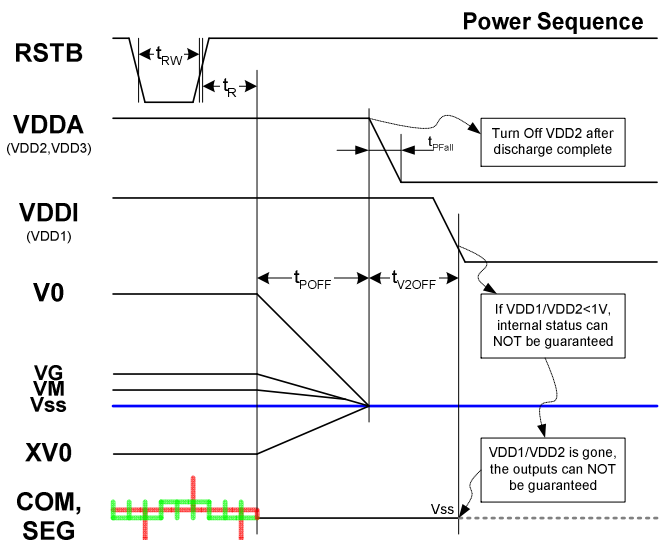 Power Sequence
RSTB
tRW
tR
VDDA
(VDD2,VDD3)
tPFall
Turn Off VDD2 after
discharge complete
VDDI
(VDD1)
tPOFF
tV2OFF
V0
If VDD1/VDD2<1V,
internal status can
NOT be guaranteed
VG
VM
Vss
XV0
VDD1/VDD2 is gone,
the outputs can NOT
be guaranteed
COM,
SEG
Vss